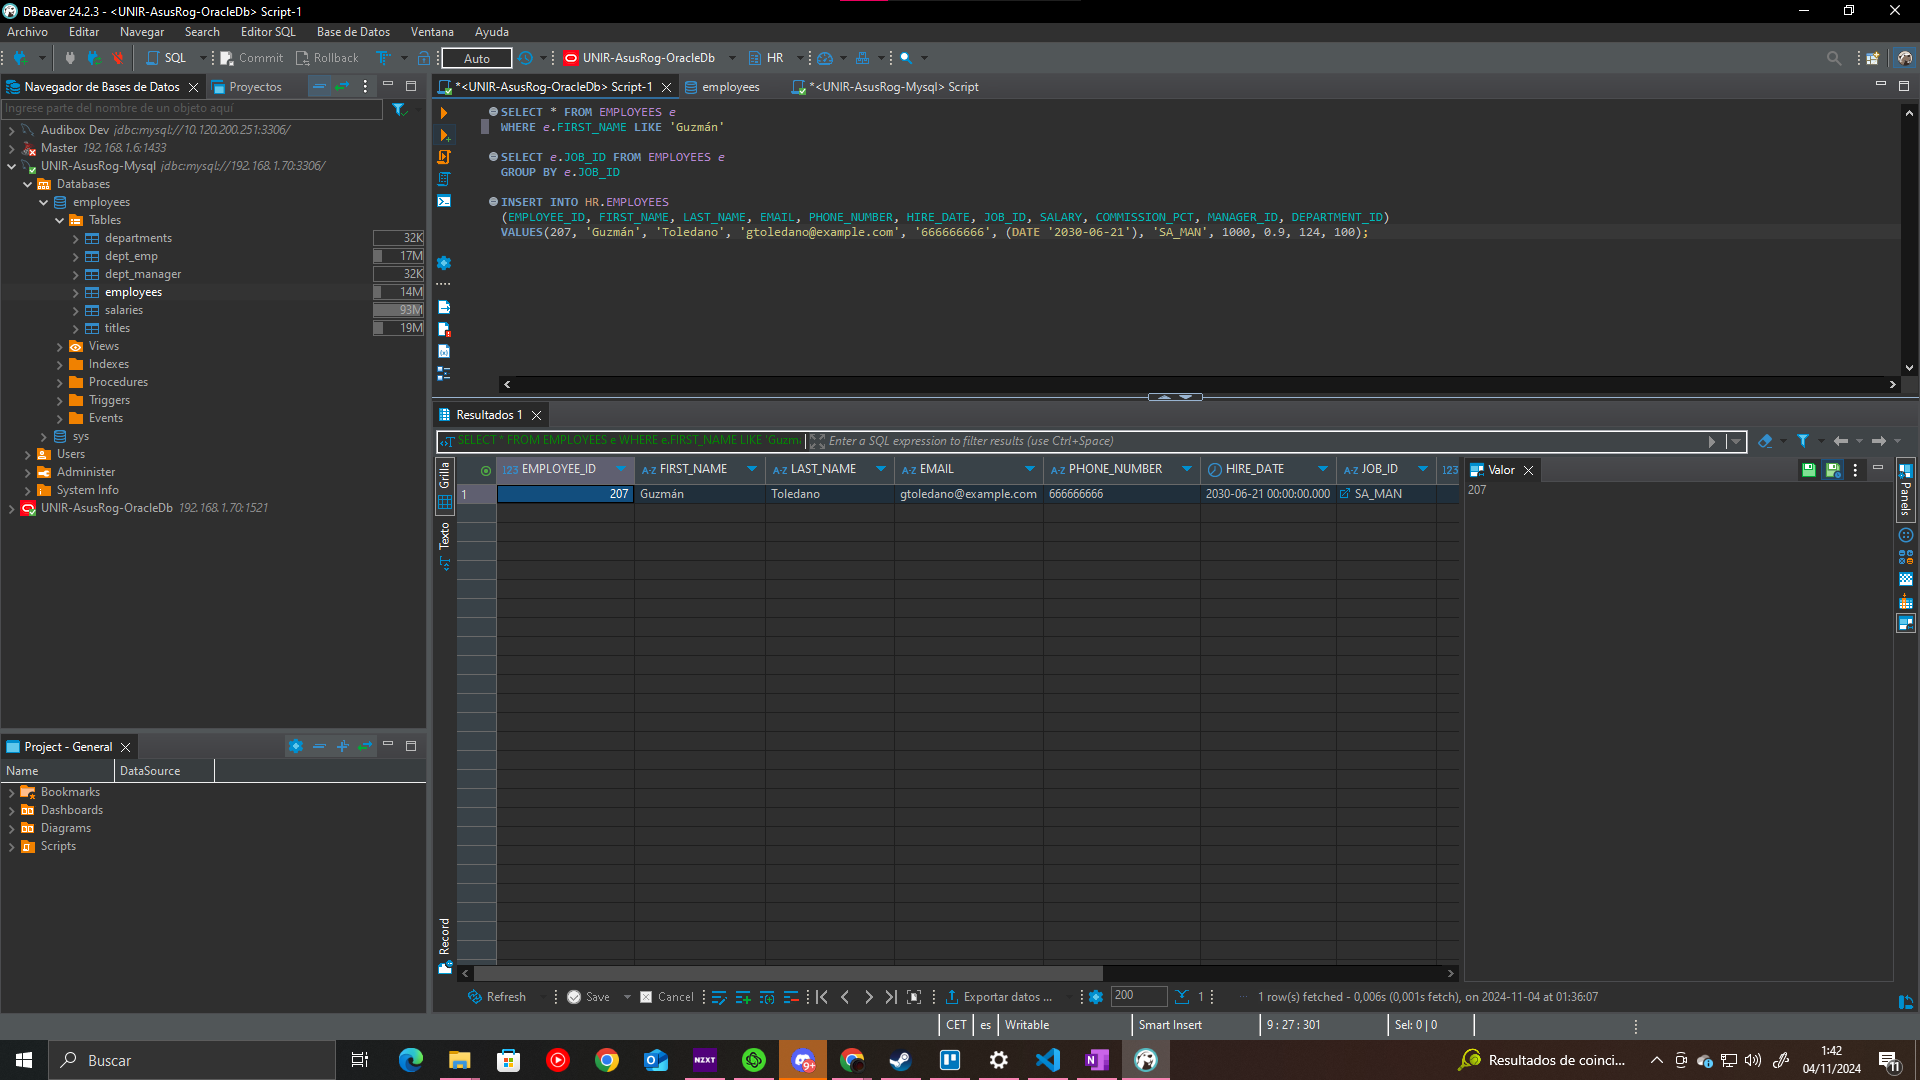 DBeaver 24.2.3 - <UNIR-AsusRog-OracleDb> Script-1
Archivo Editar Navegar Search Editor SQL Base de Datos Ventana Ayuda
SQL Commit Rollback Auto UNIR-AsusRog-OracleDb HR
Navegador de Bases de Datos Proyectos
Ingrese parte del nombre de un objeto aquí
Audibox Dev jdbc:mysql://10.120.200.251:3306/
Master 192.168.1.6:1433
UNIR-AsusRog-Mysql jdbc:mysql://192.168.1.70:3306/
Databases
employees
Tables
departments 32K
dept_emp 17M
dept_manager 32K
employees 14M
salaries 93M
titles 19M
Views
Indexes
Procedures
Triggers
Events
sys
Users
Administer
System Info
UNIR-AsusRog-OracleDb 192.168.1.70:1521
Project - General
Name DataSource
Bookmarks
Dashboards
Diagrams
Scripts
*<UNIR-AsusRog-OracleDb> Script-1 employees *<UNIR-AsusRog-Mysql> Script
SELECT * FROM EMPLOYEES e
WHERE e.FIRST_NAME LIKE 'Guzmán'
SELECT e.JOB_ID FROM EMPLOYEES e
GROUP BY e.JOB_ID
INSERT INTO HR.EMPLOYEES
(EMPLOYEE_ID, FIRST_NAME, LAST_NAME, EMAIL, PHONE_NUMBER, HIRE_DATE, JOB_ID, SALARY, COMMISSION_PCT, MANAGER_ID, DEPARTMENT_ID)
VALUES(207, 'Guzmán', 'Toledano', 'gtoledano@example.com', '666666666', (DATE '2030-06-21'), 'SA_MAN', 1000, 0.9, 124, 100);
Resultados 1
SELECT * FROM EMPLOYEES e WHERE e.FIRST_NAME LIKE 'Guzm Enter a SQL expression to filter results (use Ctrl+Space)
Grilla
Texto
Record
123 EMPLOYEE_ID A-Z FIRST_NAME A-Z LAST_NAME A-Z EMAIL A-Z PHONE_NUMBER HIRE_DATE A-Z JOB_ID 123
1 207 Guzmán Toledano gtoledano@example.com 666666666 2030-06-21 00:00:00.000 SA_MAN
Valor
207
Panels
Refresh Save Cancel Exportar datos ... 200 1 1 row(s) fetched - 0,006s (0,001s fetch), on 2024-11-04 at 01:36:07
CET es Writable Smart Insert 9 : 27 : 301 Sel: 0 | 0
Buscar NZXT 9+ Resultados de coinci... 1:42
04/11/2024 11